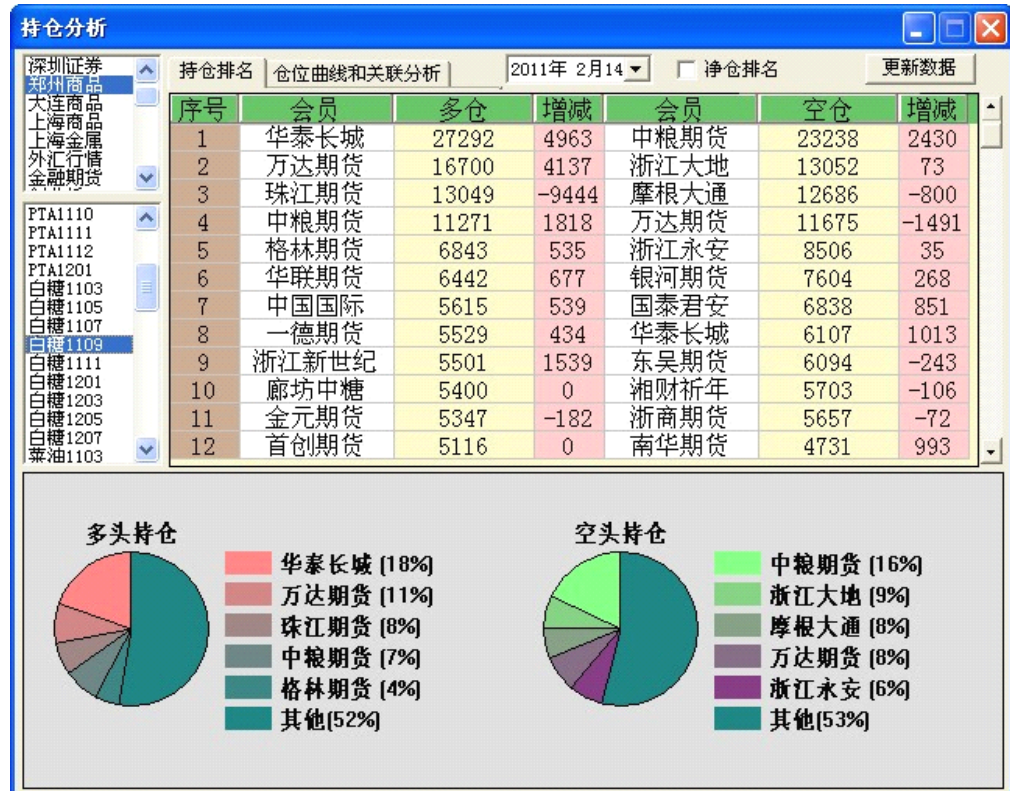 持仓分析
深圳证券
郑州商品
大连商品
上海商品
上海金属
外汇行情
金融期货
PTA1110
PTA1111
PTA1112
PTA1201
白糖1103
白糖1105
白糖1107
白糖1109
白糖1111
白糖1201
白糖1203
白糖1205
白糖1207
菜油1103
持仓排名 仓位曲线和关联分析 2011年 2月14 净仓排名 更新数据
序号 会员 多仓 增减 会员 空仓 增减
1 华泰长城 27292 4963 中粮期货 23238 2430
2 万达期货 16700 4137 浙江大地 13052 73
3 珠江期货 13049 -9444 摩根大通 12686 -800
4 中粮期货 11271 1818 万达期货 11675 -1491
5 格林期货 6843 535 浙江永安 8506 35
6 华联期货 6442 677 银河期货 7604 268
7 中国国际 5615 539 国泰君安 6838 851
8 一德期货 5529 434 华泰长城 6107 1013
9 浙江新世纪 5501 1539 东吴期货 6094 -243
10 廊坊中糖 5400 0 湘财祈年 5703 -106
11 金元期货 5347 -182 浙商期货 5657 -72
12 首创期货 5116 0 南华期货 4731 993
多头持仓
华泰长城 (18%)
万达期货 (11%)
珠江期货 (8%)
中粮期货 (7%)
格林期货 (4%)
其他(52%)
空头持仓
中粮期货 (16%)
浙江大地 (9%)
摩根大通 (8%)
万达期货 (8%)
浙江永安 (6%)
其他(53%)